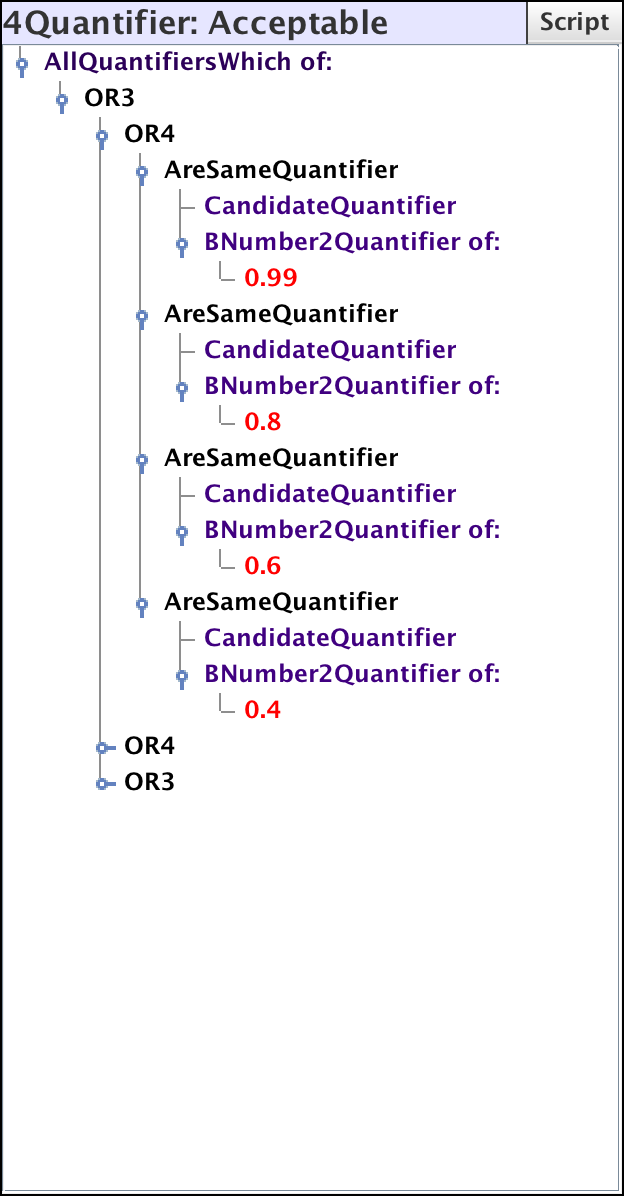 4Quantifier: Acceptable
Script
AllQuantifiersWhich of:
OR3
OR4
AreSameQuantifier
CandidateQuantifier
BNumber2Quantifier of:
0.99
AreSameQuantifier
CandidateQuantifier
BNumber2Quantifier of:
0.8
AreSameQuantifier
CandidateQuantifier
BNumber2Quantifier of:
0.6
AreSameQuantifier
CandidateQuantifier
BNumber2Quantifier of:
0.4
OR4
OR3